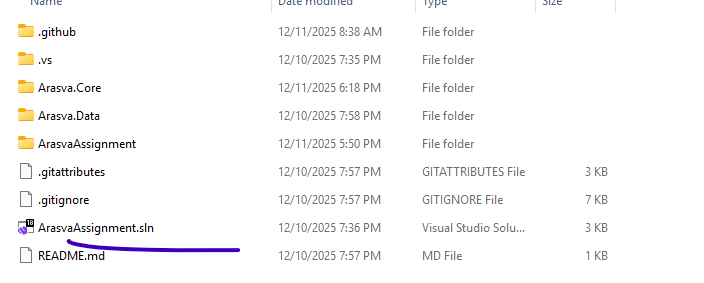 Name Date modified Type Size
.github 12/11/2025 8:38 AM File folder
.vs 12/10/2025 7:35 PM File folder
Arasva.Core 12/11/2025 6:18 PM File folder
Arasva.Data 12/10/2025 7:58 PM File folder
ArasvaAssignment 12/11/2025 5:50 PM File folder
.gitattributes 12/10/2025 7:57 PM GITATTRIBUTES File 3 KB
.gitignore 12/10/2025 7:57 PM GITIGNORE File 7 KB
ArasvaAssignment.sln 12/10/2025 7:36 PM Visual Studio Solu... 3 KB
README.md 12/10/2025 7:57 PM MD File 1 KB